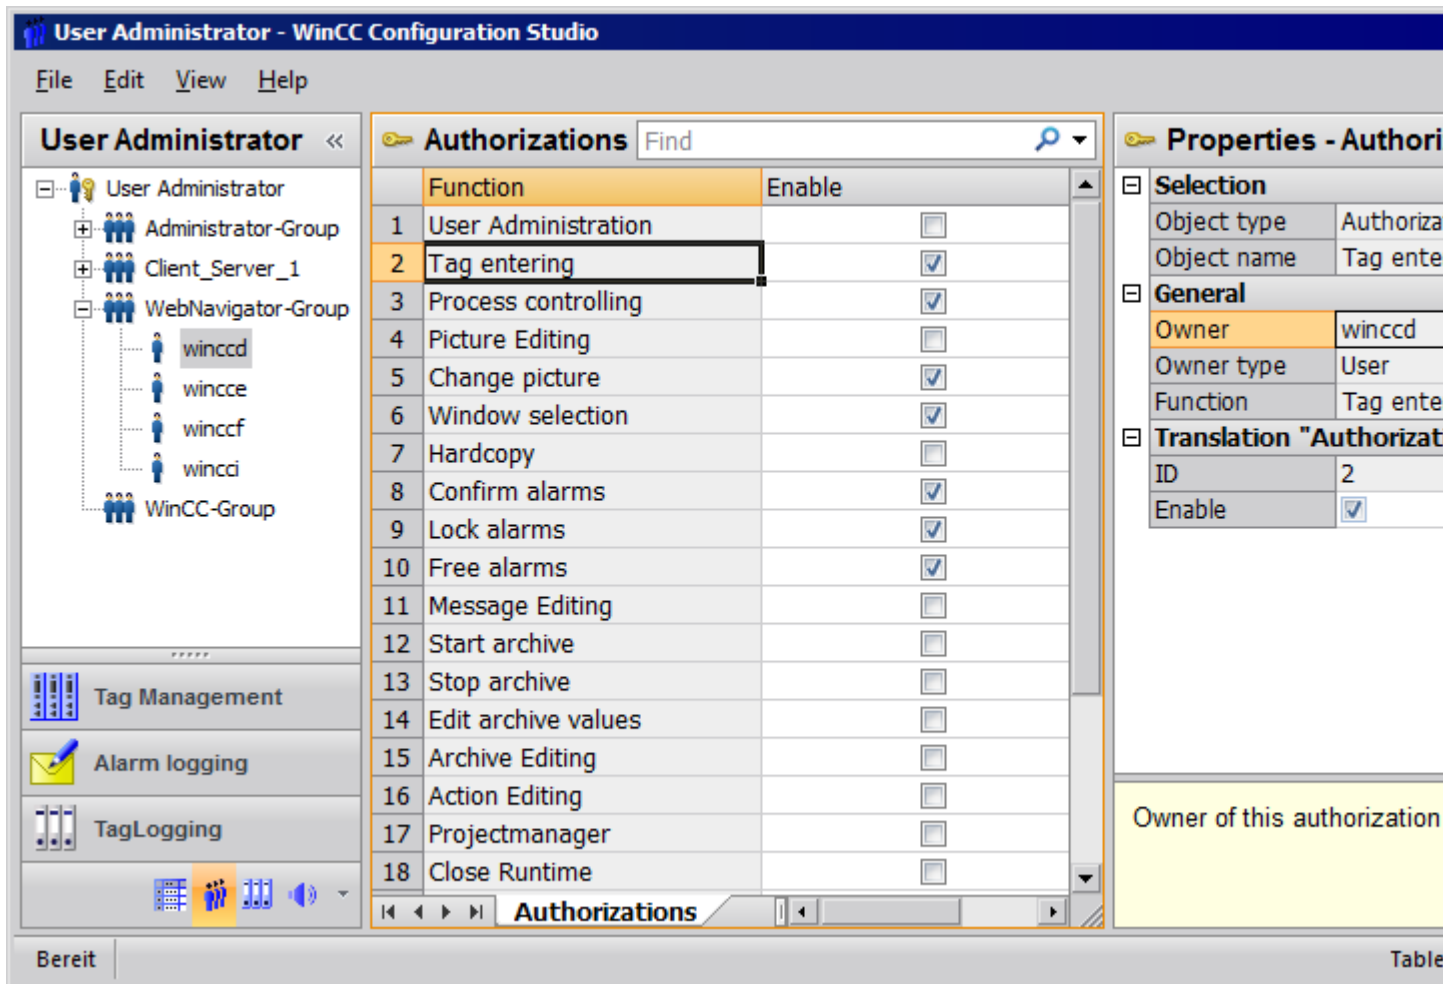 User Administrator - WinCC Configuration Studio
File Edit View Help
User Administrator «
User Administrator
Administrator-Group
Client_Server_1
WebNavigator-Group
winccd
wincce
winccf
wincci
WinCC-Group
Tag Management
Alarm logging
TagLogging
Authorizations Find
Function Enable
1 User Administration
2 Tag entering
3 Process controlling
4 Picture Editing
5 Change picture
6 Window selection
7 Hardcopy
8 Confirm alarms
9 Lock alarms
10 Free alarms
11 Message Editing
12 Start archive
13 Stop archive
14 Edit archive values
15 Archive Editing
16 Action Editing
17 Projectmanager
18 Close Runtime
Authorizations
Properties - Authori
Selection
Object type Authoriza
Object name Tag ente
General
Owner winccd
Owner type User
Function Tag ente
Translation "Authorizat
ID 2
Enable
Owner of this authorization
Bereit Table